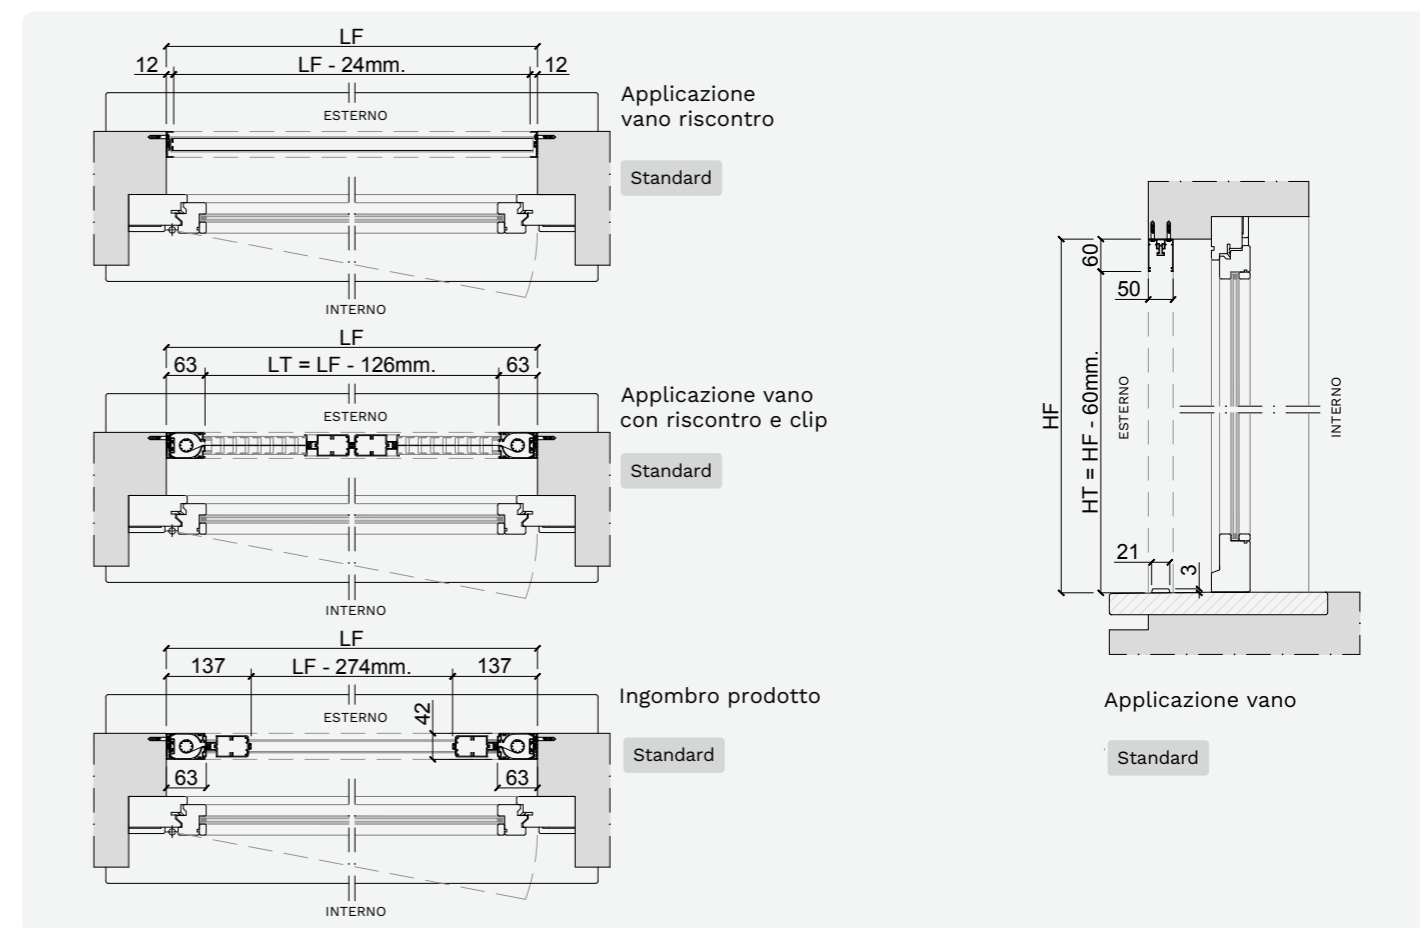 LF
12
LF - 24mm.
12
ESTERNO
Applicazione
vano riscontro
Standard
INTERNO
LF
63
LT = LF - 126mm.
63
ESTERNO
Applicazione vano
con riscontro e clip
Standard
INTERNO
LF
137
LF - 274mm.
137
ESTERNO
42
Ingombro prodotto
Standard
63
63
INTERNO
60
50
HF
HT = HF - 60mm.
ESTERNO
INTERNO
21
3
Applicazione vano
Standard